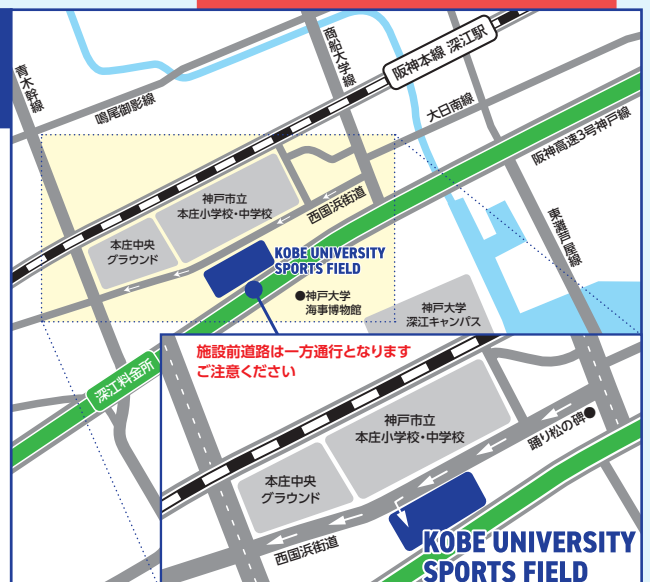 青木幹線
鳴尾御影線
商船大学線
阪神本線 深江駅
大日南線
阪神高速3号神戸線
東灘芦屋線
神戸市立
本庄小学校・中学校
西国浜街道
本庄中央
グラウンド
KOBE UNIVERSITY
SPORTS FIELD
神戸大学
海事博物館
神戸大学
深江キャンパス
深江料金所
施設前道路は一方通行となります
ご注意ください
神戸市立
本庄小学校・中学校
踊り松の碑
本庄中央
グラウンド
西国浜街道
KOBE UNIVERSITY
SPORTS FIELD